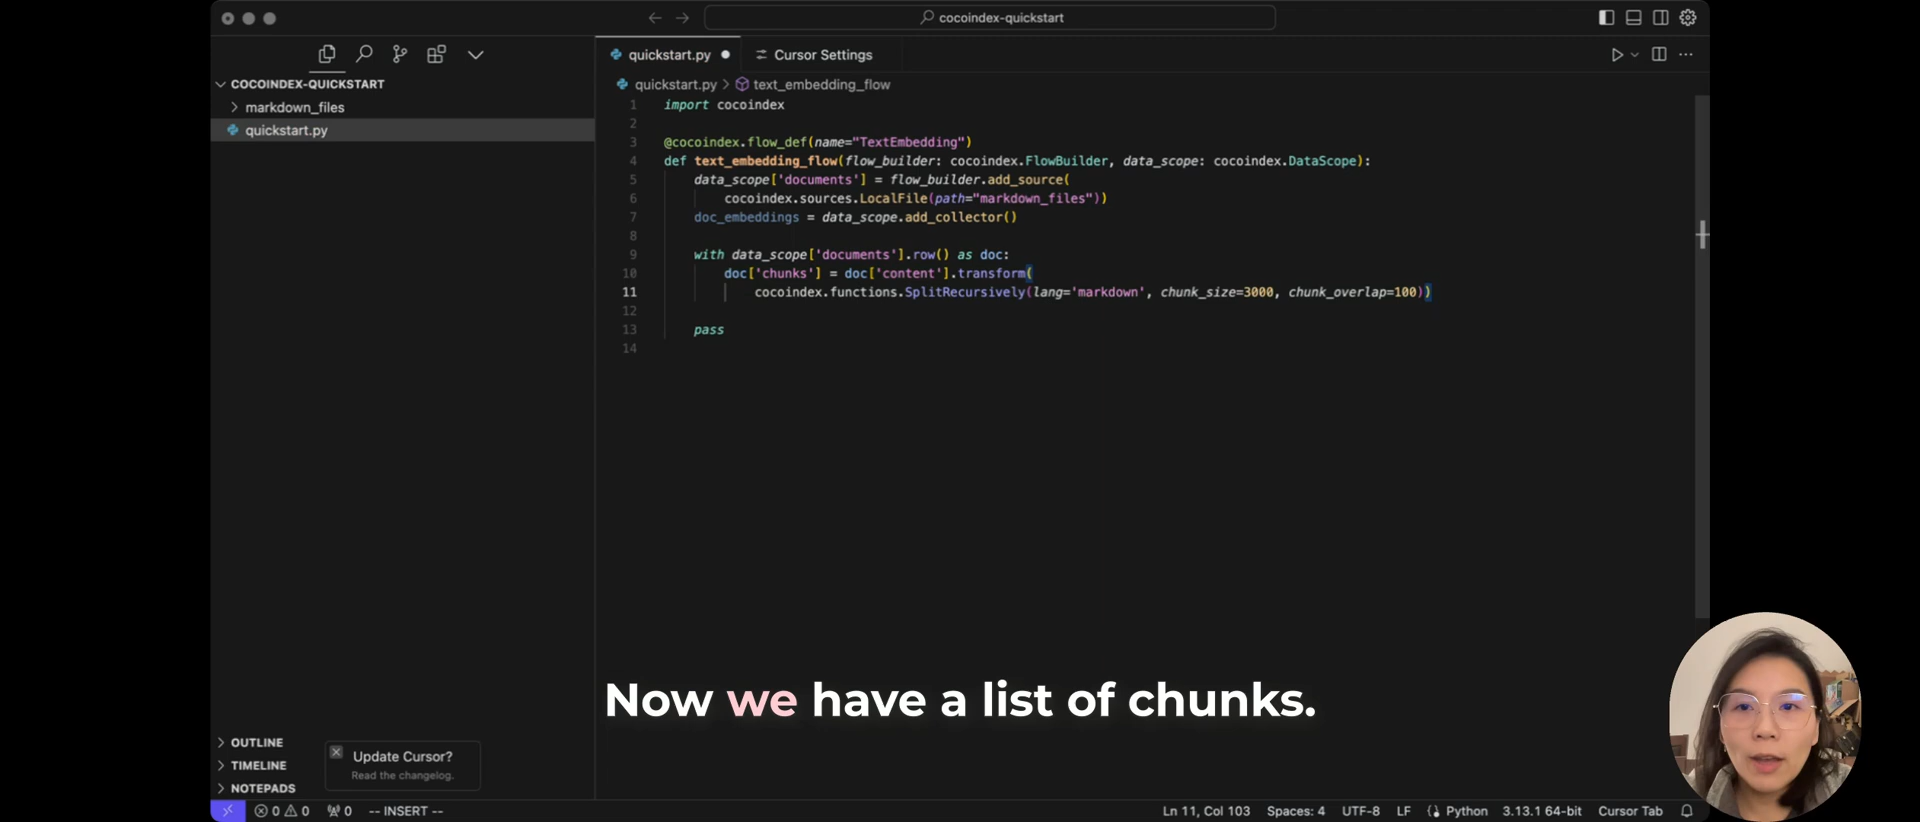 cocoindex-quickstart
quickstart.py
Cursor Settings
COCOINDEX-QUICKSTART
markdown_files
quickstart.py
quickstart.py > text_embedding_flow
1 import cocoindex
2
3 @cocoindex.flow_def(name="TextEmbedding")
4 def text_embedding_flow(flow_builder: cocoindex.FlowBuilder, data_scope: cocoindex.DataScope):
5 data_scope['documents'] = flow_builder.add_source(
6 cocoindex.sources.LocalFile(path="markdown_files"))
7 doc_embeddings = data_scope.add_collector()
8
9 with data_scope['documents'].row() as doc:
10 doc['chunks'] = doc['content'].transform(
11 cocoindex.functions.SplitRecursively(lang='markdown', chunk_size=3000, chunk_overlap=100))
12
13 pass
14
Now we have a list of chunks.
OUTLINE
TIMELINE
NOTEPADS
Update Cursor?
Read the changelog.
0 0 0 -- INSERT --
Ln 11, Col 103 Spaces: 4 UTF-8 LF Python 3.13.1 64-bit Cursor Tab